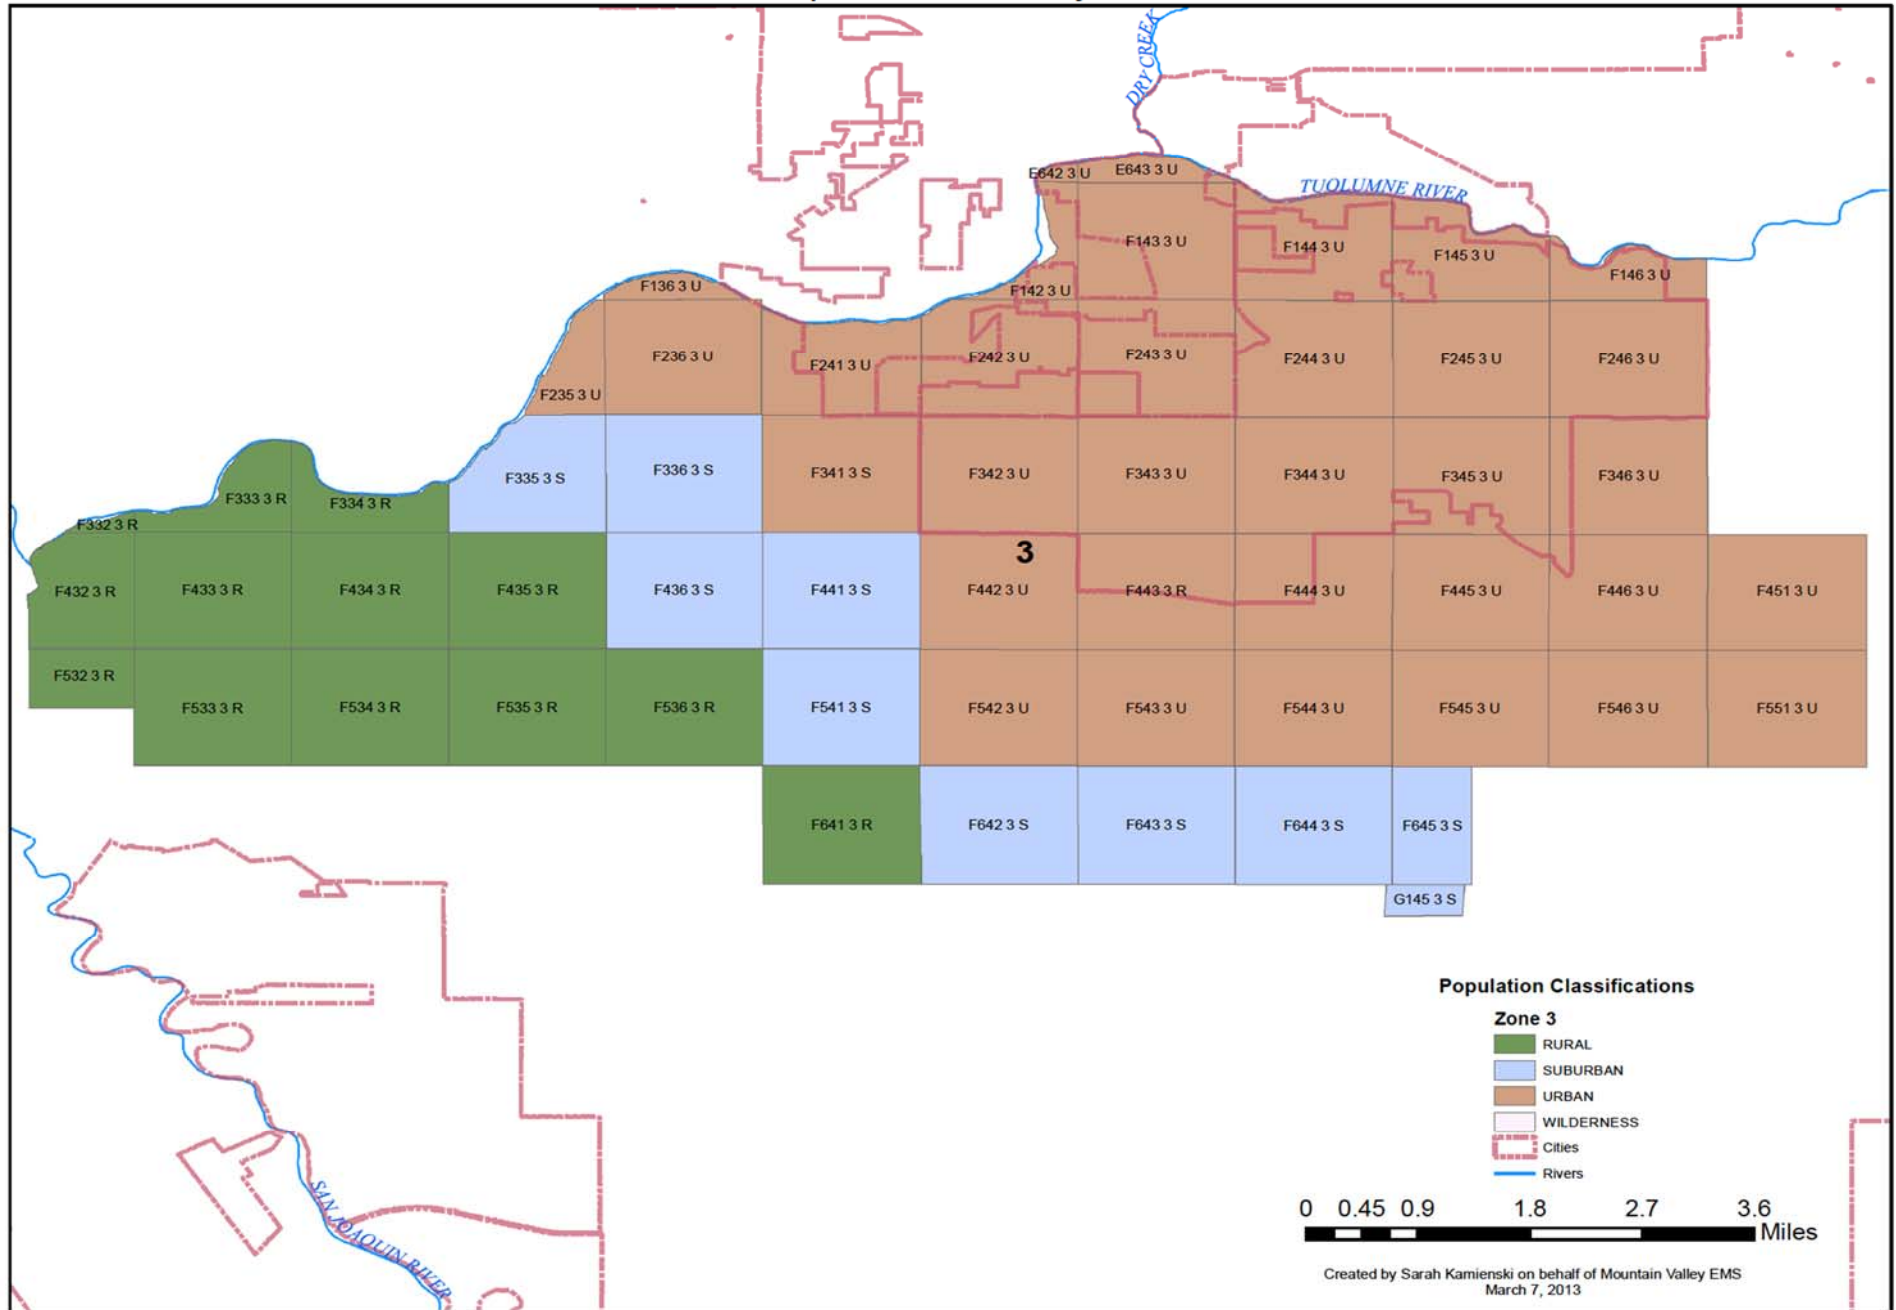 DRY CREEK
E642 3 U
E643 3 U
TUOLUMNE RIVER
F143 3 U
F144 3 U
F145 3 U
F146 3 U
F136 3 U
F142 3 U
F236 3 U
F241 3 U
F242 3 U
F243 3 U
F244 3 U
F245 3 U
F246 3 U
F235 3 U
F335 3 S
F336 3 S
F341 3 S
F342 3 U
F343 3 U
F344 3 U
F345 3 U
F346 3 U
F333 3 R
F334 3 R
F332 3 R
3
F432 3 R
F433 3 R
F434 3 R
F435 3 R
F436 3 S
F441 3 S
F442 3 U
F443 3 R
F444 3 U
F445 3 U
F446 3 U
F451 3 U
F532 3 R
F533 3 R
F534 3 R
F535 3 R
F536 3 R
F541 3 S
F542 3 U
F543 3 U
F544 3 U
F545 3 U
F546 3 U
F551 3 U
F641 3 R
F642 3 S
F643 3 S
F644 3 S
F645 3 S
G145 3 S
SAN JOAQUIN RIVER
Population Classifications
Zone 3
RURAL
SUBURBAN
URBAN
WILDERNESS
Cities
Rivers
0 0.45 0.9 1.8 2.7 3.6
Miles
Created by Sarah Kamienski on behalf of Mountain Valley EMS
March 7, 2013